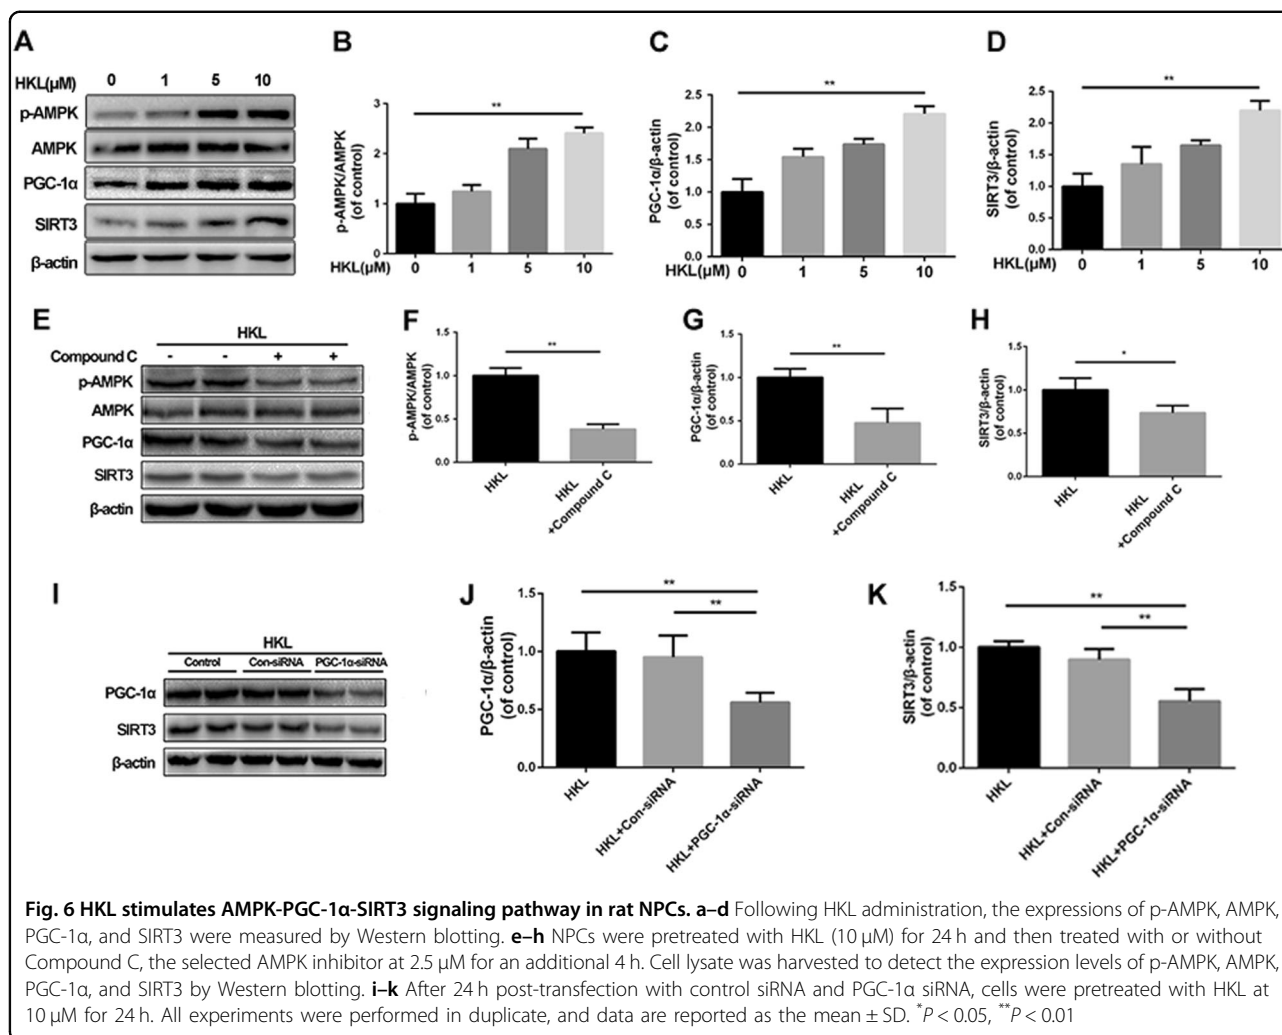 A
HKL(μM) 0 1 5 10
p-AMPK
AMPK
PGC-1α
SIRT3
β-actin
B
p-AMPK/AMPK
(of control)
3
2
1
0
**
HKL(μM) 0 1 5 10
C
PGC-1α/β-actin
(of control)
2.5
2.0
1.5
1.0
0.5
0.0
**
HKL(μM) 0 1 5 10
D
SIRT3/β-actin
(of control)
2.5
2.0
1.5
1.0
0.5
0.0
**
HKL(μM) 0 1 5 10
E
HKL
Compound C - - + +
p-AMPK
AMPK
PGC-1α
SIRT3
β-actin
F
p-AMPK/AMPK
(of control)
1.5
1.0
0.5
0.0
**
HKL
HKL
+Compound C
G
PGC-1α/β-actin
(of control)
1.5
1.0
0.5
0.0
**
HKL
HKL
+Compound C
H
SIRT3/β-actin
(of control)
1.5
1.0
0.5
0.0
*
HKL
HKL
+Compound C
I
HKL
Control Con-siRNA PGC-1α-siRNA
PGC-1α
SIRT3
β-actin
J
PGC-1α/β-actin
(of control)
1.5
1.0
0.5
0.0
**
**
HKL
HKL+Con-siRNA
HKL+PGC-1α-siRNA
K
SIRT3/β-actin
(of control)
1.5
1.0
0.5
0.0
**
**
HKL
HKL+Con-siRNA
HKL+PGC-1α-siRNA
Fig. 6 HKL stimulates AMPK-PGC-1α-SIRT3 signaling pathway in rat NPCs. a–d Following HKL administration, the expressions of p-AMPK, AMPK,
PGC-1α, and SIRT3 were measured by Western blotting. e–h NPCs were pretreated with HKL (10 μM) for 24 h and then treated with or without
Compound C, the selected AMPK inhibitor at 2.5 μM for an additional 4 h. Cell lysate was harvested to detect the expression levels of p-AMPK, AMPK,
PGC-1α, and SIRT3 by Western blotting. i–k After 24 h post-transfection with control siRNA and PGC-1α siRNA, cells were pretreated with HKL at
10 μM for 24 h. All experiments were performed in duplicate, and data are reported as the mean ± SD. *P < 0.05, **P < 0.01